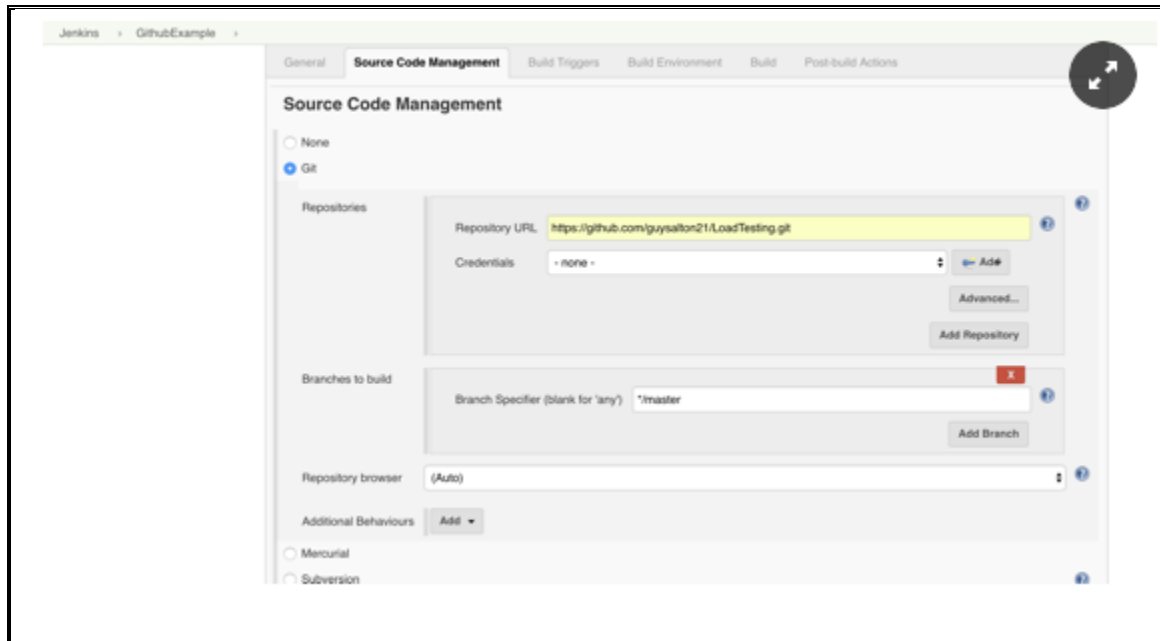 Jenkins › GithubExample ›
General Source Code Management Build Triggers Build Environment Build Post-build Actions
Source Code Management
None
Git
Repositories
Repository URL https://github.com/guysalton21/LoadTesting.git
Credentials - none - Add
Advanced...
Add Repository
Branches to build
X
Branch Specifier (blank for 'any') */master
Add Branch
Repository browser (Auto)
Additional Behaviours Add
Mercurial
Subversion